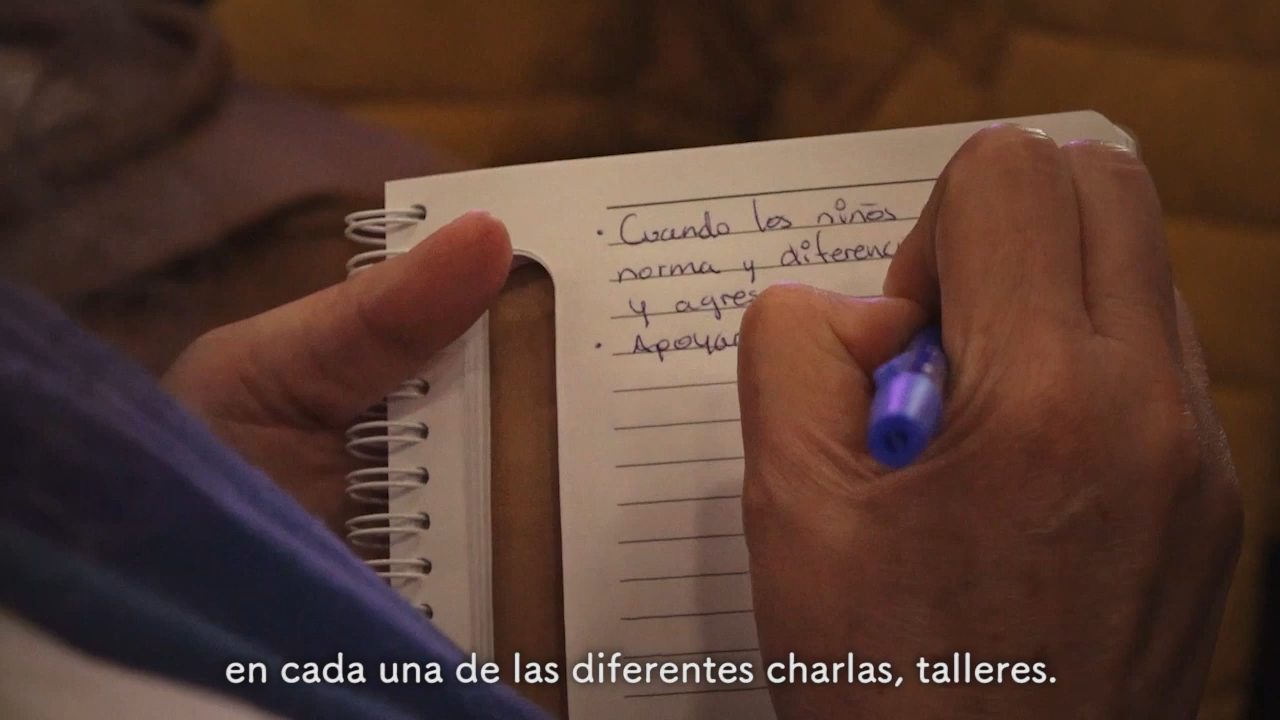 • Cuando los niños
norma y diferenc
y agres
• Apoyar
en cada una de las diferentes charlas, talleres.